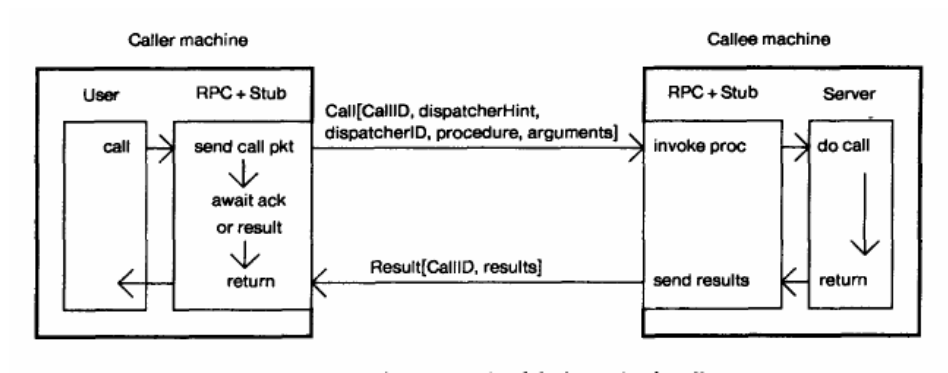 Caller machine
Callee machine
User
RPC + Stub
RPC + Stub
Server
Call[CallID, dispatcherHint,
dispatcherID, procedure, arguments]
call
send call pkt
invoke proc
do call
await ack
or result
Result[CallID, results]
return
send results
return